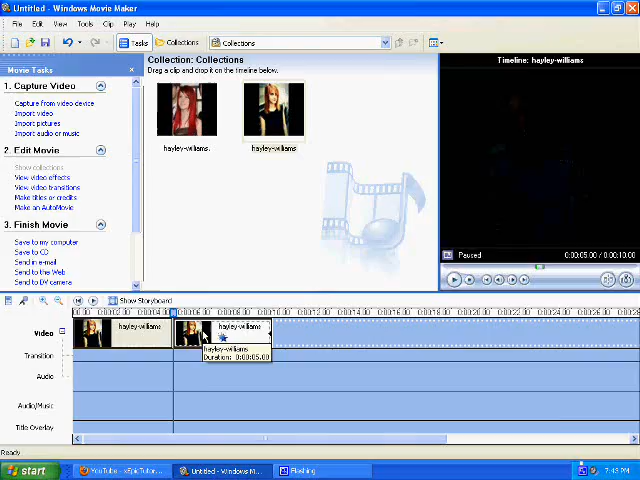 Untitled - Windows Movie Maker
File Edit View Tools Clip Play Help
Tasks Collections Collections
Movie Tasks
1. Capture Video
Capture from video device
Import video
Import pictures
Import audio or music
2. Edit Movie
Show collections
View video effects
View video transitions
Make titles or credits
Make an AutoMovie
3. Finish Movie
Save to my computer
Save to CD
Send in e-mail
Send to the Web
Send to DV camera
Collection: Collections
Drag a clip and drop it on the timeline below.
hayley-wiliams.
hayley-williams
Timeline: hayley-williams
Paused
0:00:05.00 / 0:00:10.00
Show Storyboard
Video
hayley-williams
hayley-williams
hayley-williams
Duration: 0:00:05.00
Transition
Audio
Audio/Music
Title Overlay
Ready
start
YouTube - xEpicTutor...
Untitled - Windows M...
Flashing
7:43 PM